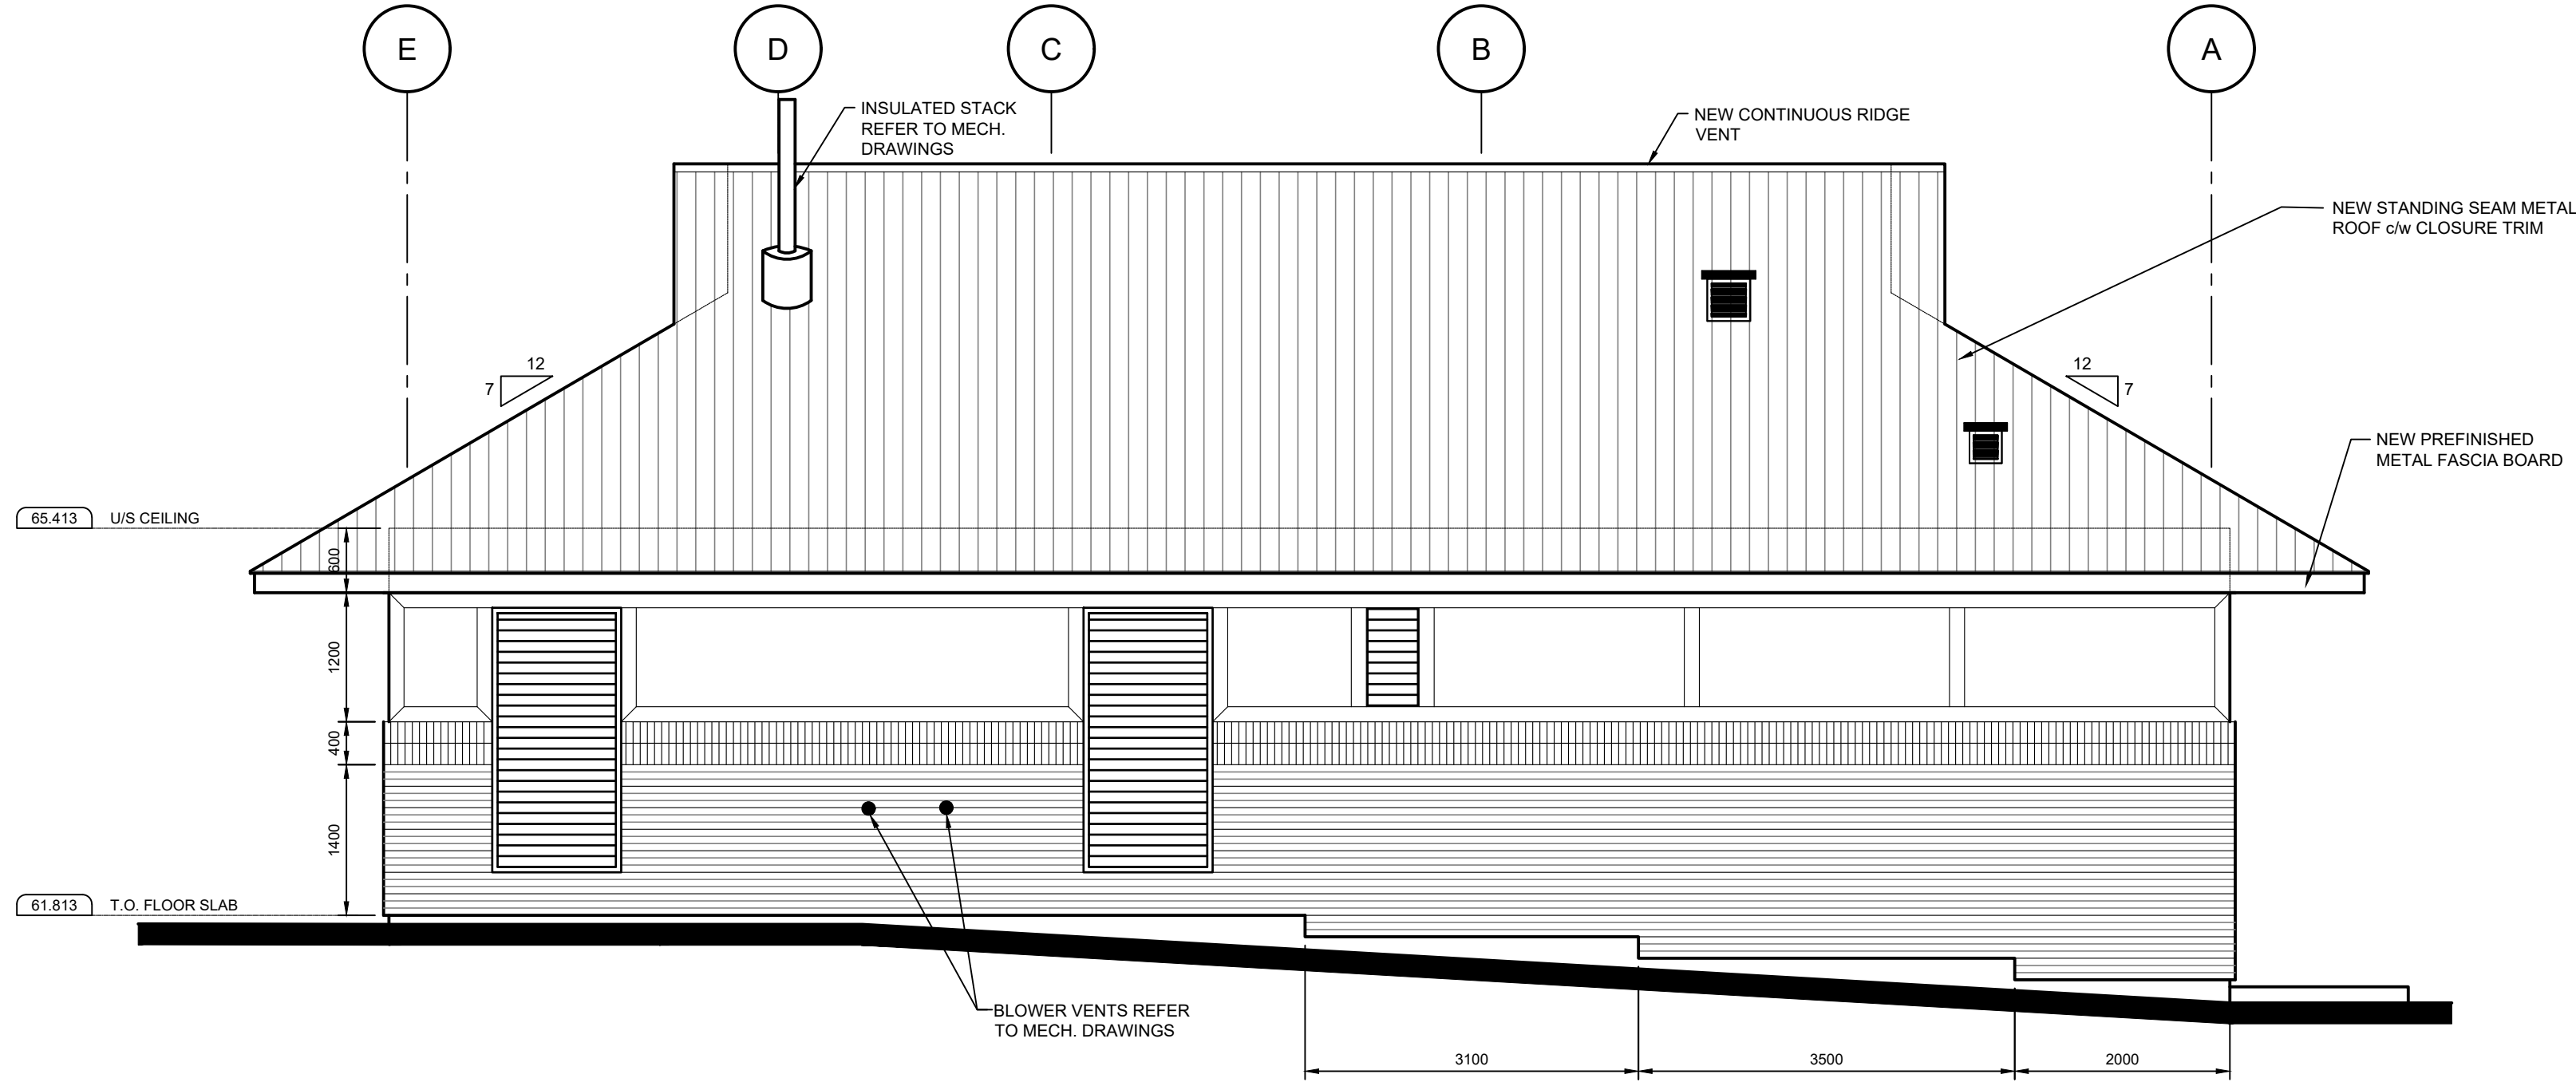 E
D
C
B
A
INSULATED STACK
REFER TO MECH.
DRAWINGS
NEW CONTINUOUS RIDGE
VENT
NEW STANDING SEAM METAL
ROOF c/w CLOSURE TRIM
12
7
12
7
NEW PREFINISHED
METAL FASCIA BOARD
65.413 U/S CEILING
600
1200
400
1400
61.813 T.O. FLOOR SLAB
BLOWER VENTS REFER
TO MECH. DRAWINGS
3100
3500
2000